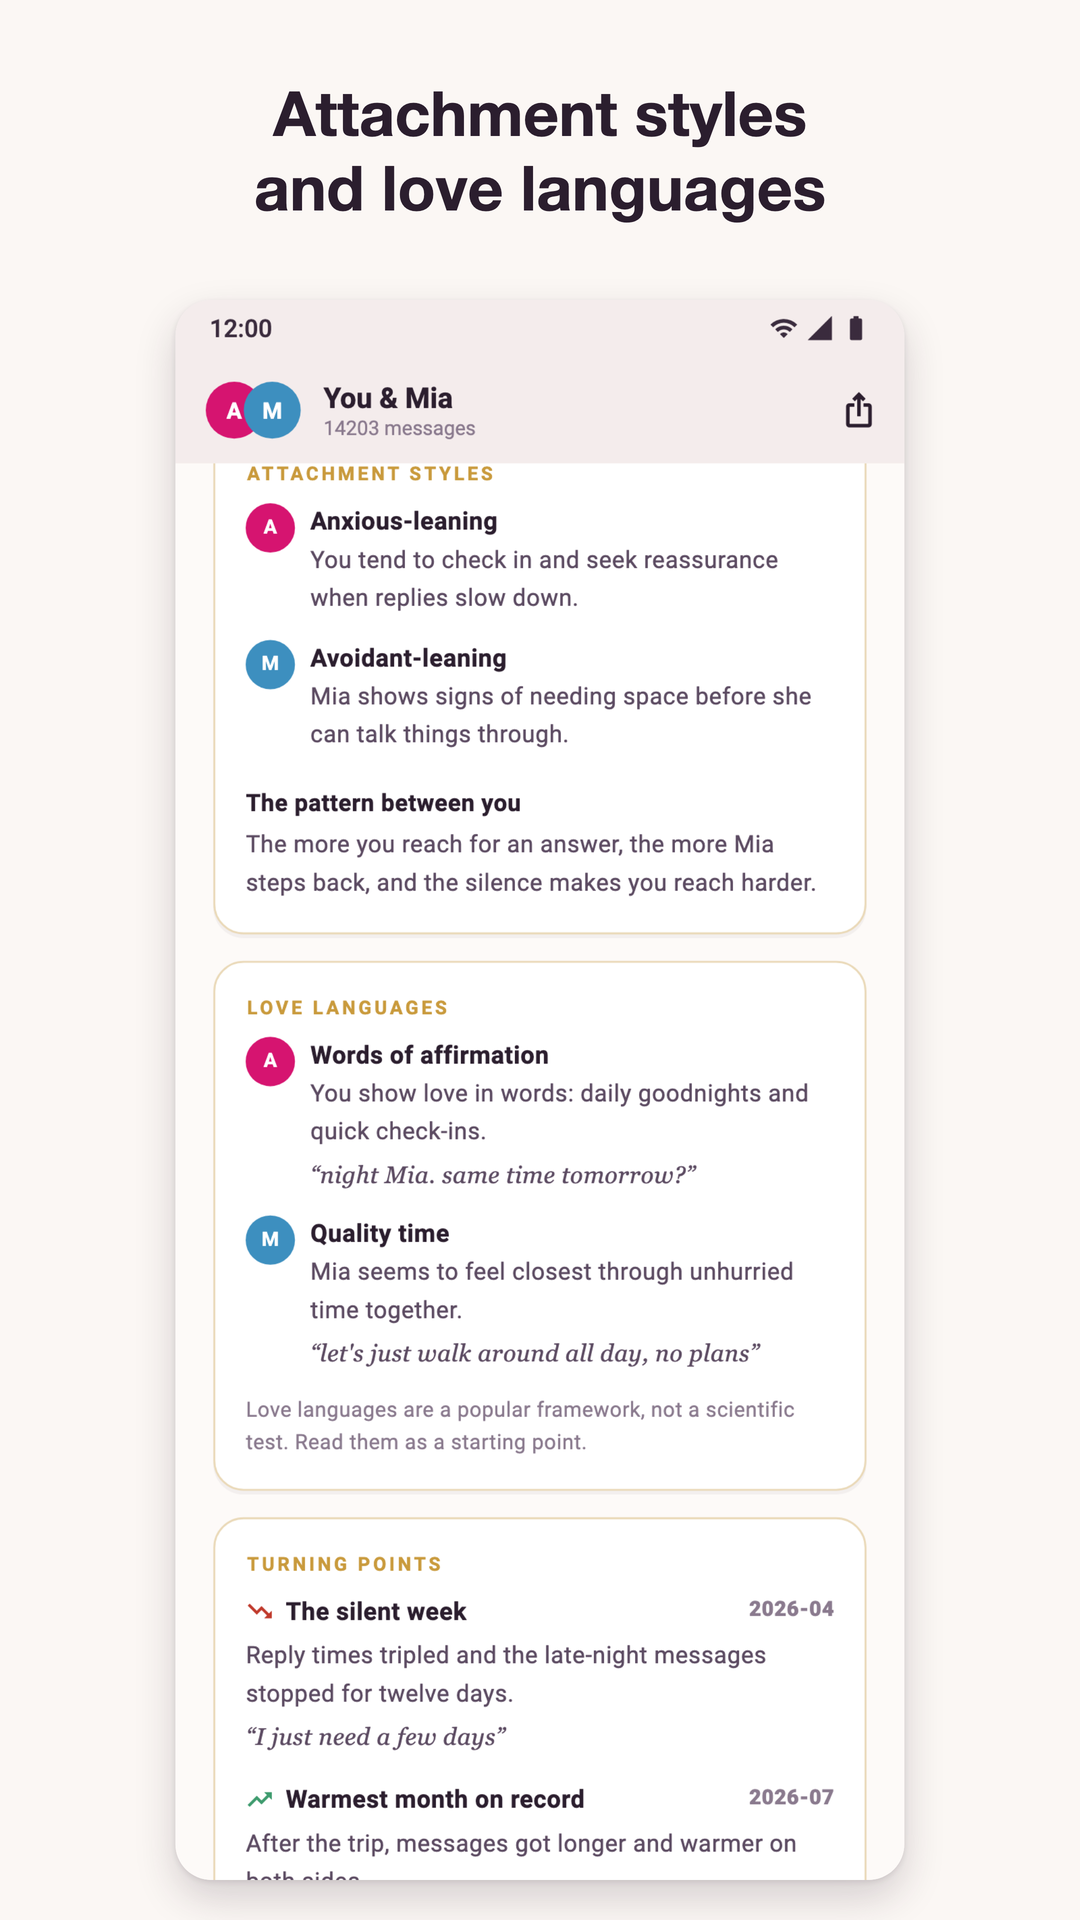 Attachment styles
and love languages
12:00
A M You & Mia
14203 messages
ATTACHMENT STYLES
A Anxious-leaning
You tend to check in and seek reassurance
when replies slow down.
M Avoidant-leaning
Mia shows signs of needing space before she
can talk things through.
The pattern between you
The more you reach for an answer, the more Mia
steps back, and the silence makes you reach harder.
LOVE LANGUAGES
A Words of affirmation
You show love in words: daily goodnights and
quick check-ins.
“night Mia. same time tomorrow?”
M Quality time
Mia seems to feel closest through unhurried
time together.
“let's just walk around all day, no plans”
Love languages are a popular framework, not a scientific
test. Read them as a starting point.
TURNING POINTS
The silent week 2026-04
Reply times tripled and the late-night messages
stopped for twelve days.
“I just need a few days”
Warmest month on record 2026-07
After the trip, messages got longer and warmer on
both sides.